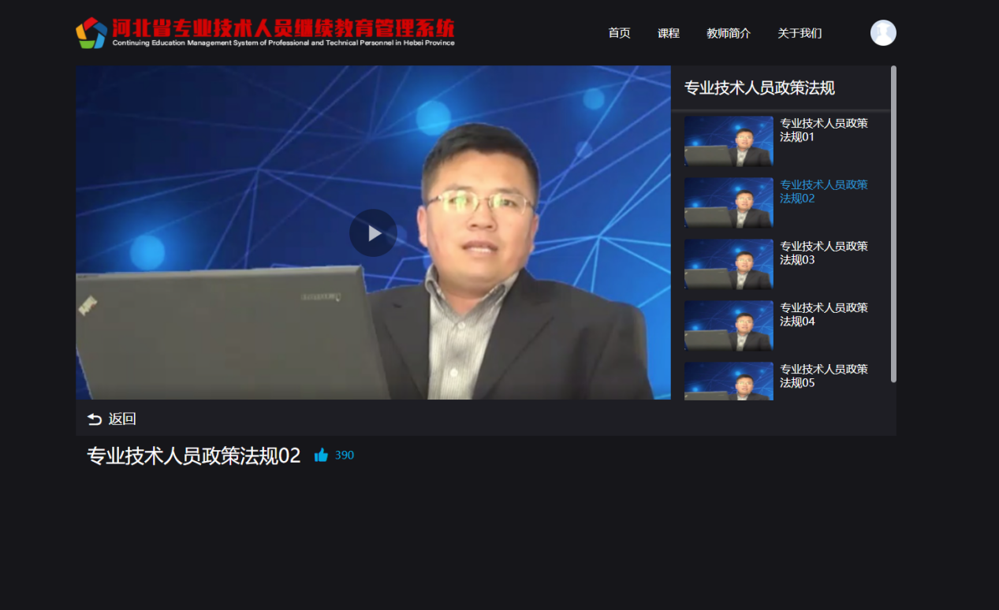 河北省专业技术人员继续教育管理系统
Continuing Education Management System of Professional and Technical Personnel in Hebei Province
首页 课程 教师简介 关于我们
专业技术人员政策法规
专业技术人员政策
法规01
专业技术人员政策
法规02
专业技术人员政策
法规03
专业技术人员政策
法规04
专业技术人员政策
法规05
返回
专业技术人员政策法规02 390